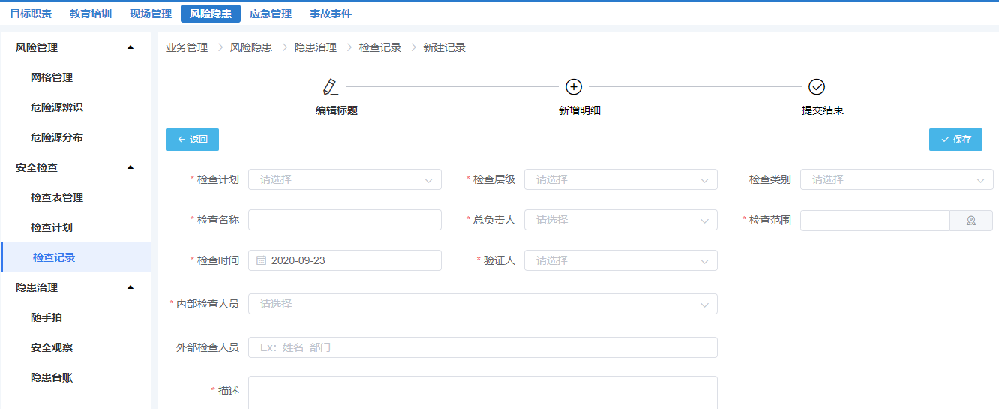 目标职责 教育培训 现场管理 风险隐患 应急管理 事故事件
风险管理
网格管理
危险源辨识
危险源分布
安全检查
检查表管理
检查计划
检查记录
隐患治理
随手拍
安全观察
隐患台账
业务管理 > 风险隐患 > 隐患治理 > 检查记录 > 新建记录
编辑标题 新增明细 提交结束
返回 保存
* 检查计划 请选择 * 检查层级 请选择 检查类别 请选择
* 检查名称 * 总负责人 请选择 * 检查范围
* 检查时间 2020-09-23 * 验证人 请选择
* 内部检查人员 请选择
外部检查人员 Ex：姓名_部门
* 描述